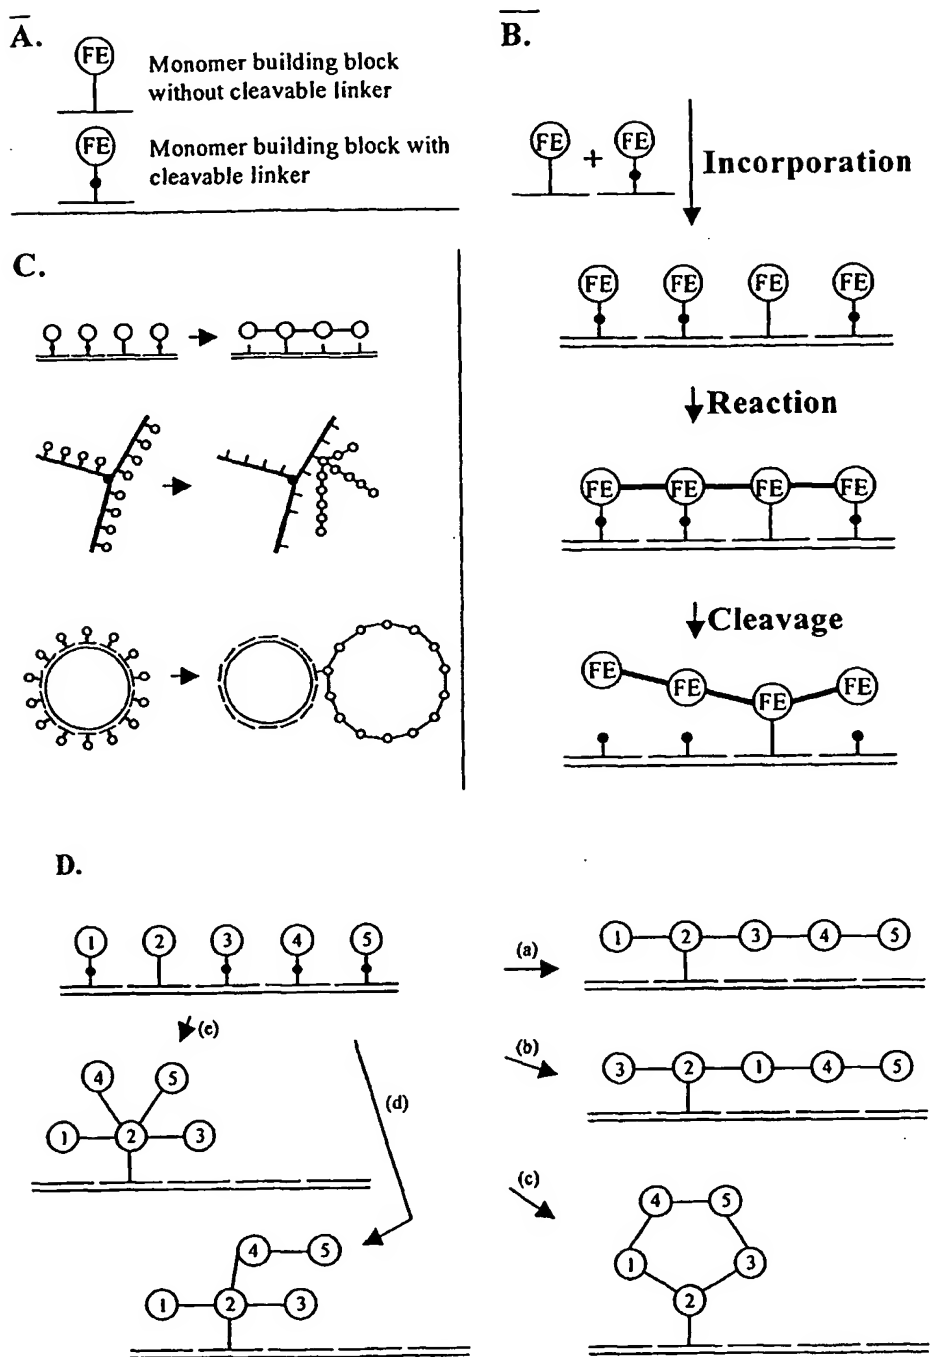 A.
FE
Monomer building block
without cleavable linker
FE
Monomer building block with
cleavable linker
B.
FE + FE
Incorporation
FE FE FE FE
Reaction
FE FE FE FE
Cleavage
FE FE FE FE
C.
D.
1 2 3 4 5
(a)
1 2 3 4 5
(b)
3 2 1 4 5
(c)
4 5
1 3
2
(d)
4 5
1 2 3
(e)
4 5
1 2 3